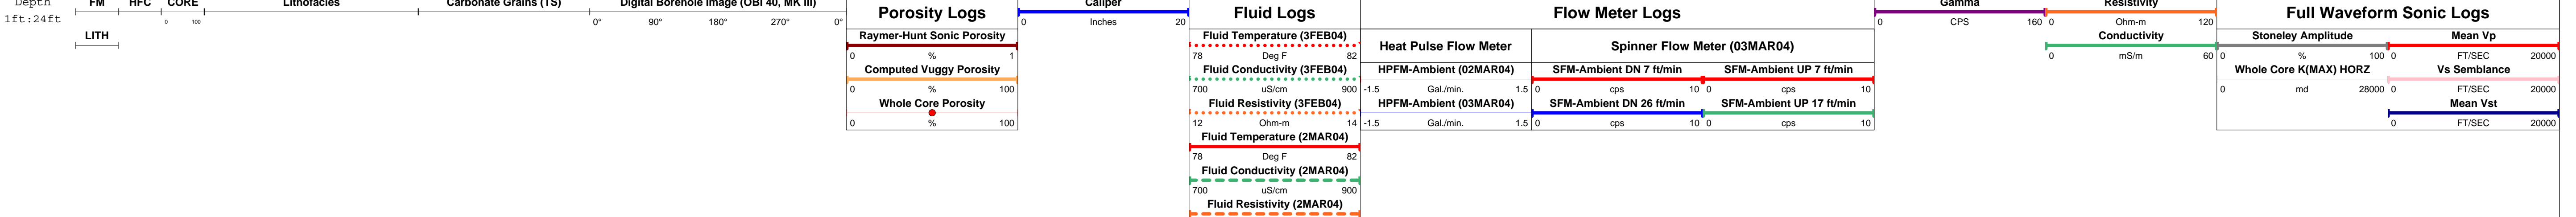 Depth FM HFC CORE Lithofacies Carbonate Grains (TS) Digital Borehole Image (OBI 40, MK III) Caliper Gamma Resistivity
Porosity Logs Fluid Logs Flow Meter Logs Full Waveform Sonic Logs
1ft:24ft 0 100 0° 90° 180° 270° 0° 0 Inches 20 0 CPS 160 0 Ohm-m 120
LITH Raymer-Hunt Sonic Porosity Fluid Temperature (3FEB04) Conductivity Stoneley Amplitude Mean Vp
Heat Pulse Flow Meter Spinner Flow Meter (03MAR04)
0 % 1 78 Deg F 82 0 mS/m 60 0 % 100 0 FT/SEC 20000
Computed Vuggy Porosity Fluid Conductivity (3FEB04) HPFM-Ambient (02MAR04) SFM-Ambient DN 7 ft/min SFM-Ambient UP 7 ft/min Whole Core K(MAX) HORZ Vs Semblance
0 % 100 700 uS/cm 900 -1.5 Gal./min. 1.5 0 cps 10 0 cps 10 0 md 28000 0 FT/SEC 20000
Whole Core Porosity Fluid Resistivity (3FEB04) HPFM-Ambient (03MAR04) SFM-Ambient DN 26 ft/min SFM-Ambient UP 17 ft/min Mean Vst
0 % 100 12 Ohm-m 14 -1.5 Gal./min. 1.5 0 cps 10 0 cps 10 0 FT/SEC 20000
Fluid Temperature (2MAR04)
78 Deg F 82
Fluid Conductivity (2MAR04)
700 uS/cm 900
Fluid Resistivity (2MAR04)